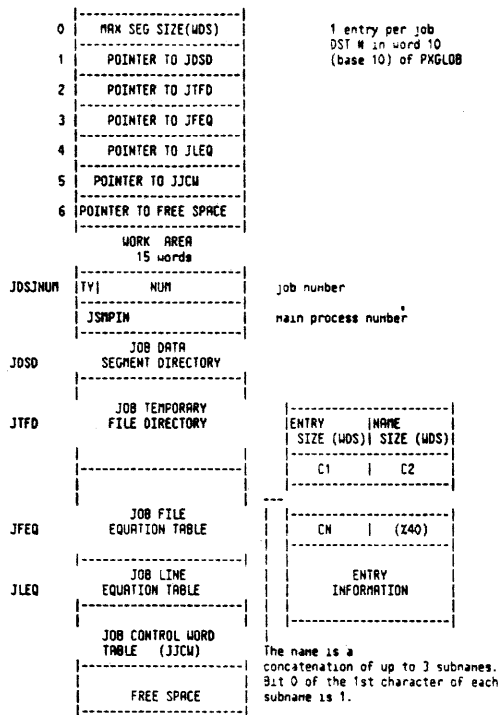 0 MAX SEG SIZE(WDS)
1 POINTER TO JDSD
2 POINTER TO JTFD
3 POINTER TO JFEQ
4 POINTER TO JLEQ
5 POINTER TO JJCW
6 POINTER TO FREE SPACE
1 entry per job
DST # in word 10
(base 10) of PXGLOB
WORK AREA
15 words
JDSJNUM |TY| NUM job number
JSMPIN main process number
JDSD JOB DATA
SEGMENT DIRECTORY
JTFD JOB TEMPORARY
FILE DIRECTORY
|ENTRY |NAME
SIZE (WDS)| SIZE (WDS)|
C1 | C2
JFEQ JOB FILE
EQUATION TABLE
CN | (%40)
ENTRY
INFORMATION
JLEQ JOB LINE
EQUATION TABLE
JOB CONTROL WORD
TABLE (JJCW)
FREE SPACE
The name is a
concatenation of up to 3 subnames.
Bit 0 of the 1st character of each
subname is 1.